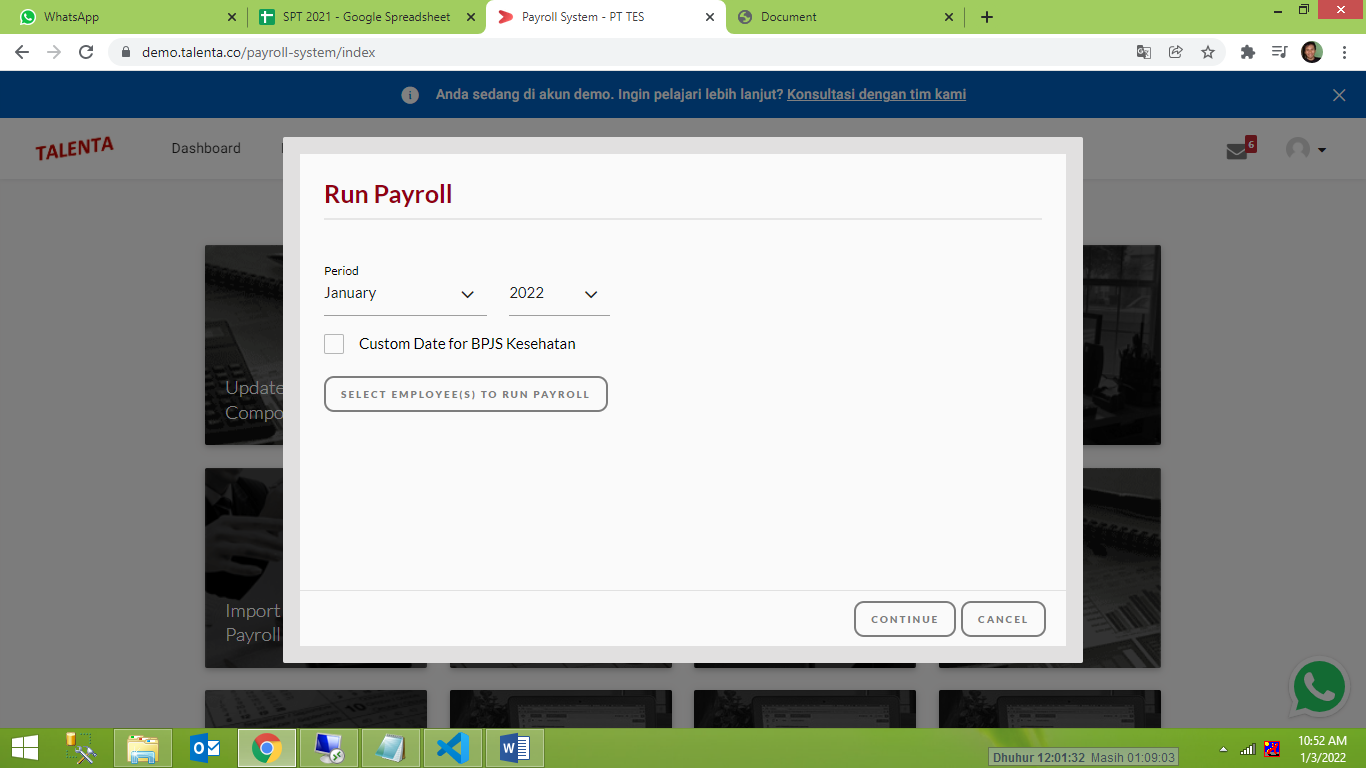 WhatsApp
SPT 2021 - Google Spreadsheet
Payroll System - PT TES
Document
demo.talenta.co/payroll-system/index
Anda sedang di akun demo. Ingin pelajari lebih lanjut? Konsultasi dengan tim kami
TALENTA
Dashboard
6
Run Payroll
Period
January
2022
Custom Date for BPJS Kesehatan
SELECT EMPLOYEE(S) TO RUN PAYROLL
Update
Compo
Import
Payroll
CONTINUE
CANCEL
Dhuhur 12:01:32 Masih 01:09:03
10:52 AM
1/3/2022